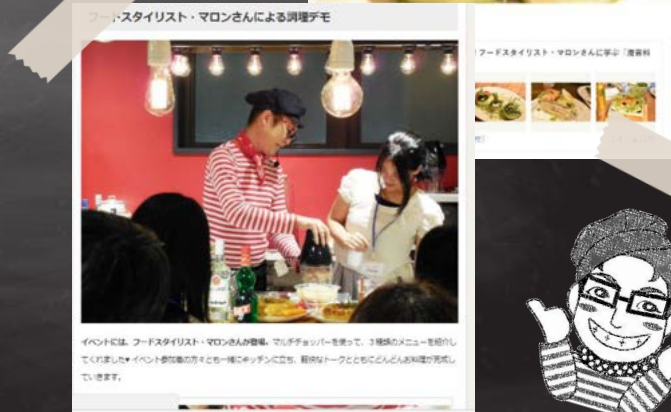 フードスタイリスト・マロンさんによる調理デモ
フードスタイリスト・マロンさんに学ぶ「魔音料
イベントには、フードスタイリスト・マロンさんが登場。マルチチョッパーを使って、3種類のメニューを紹介し
てくれました♥ イベント参加者の方々とも一緒にキッチンに立ち、軽快なトークとともにどんどんお料理が完成し
ていきます。